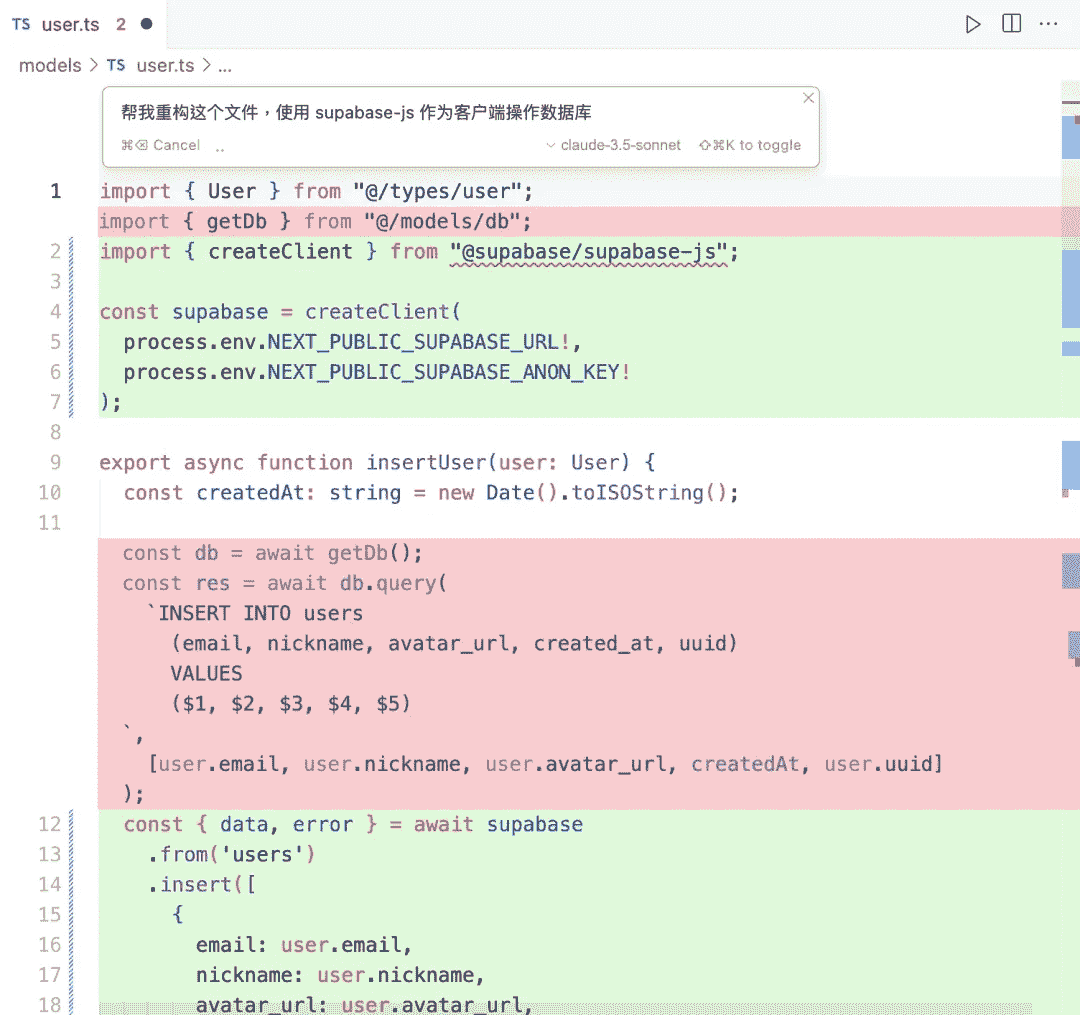 TS user.ts 2 ●
models > TS user.ts > ...
帮我重构这个文件，使用 supabase-js 作为客户端操作数据库
⌘⌫ Cancel .. claude-3.5-sonnet ⇧⌘K to toggle
1 import { User } from "@/types/user";
import { getDb } from "@/models/db";
2 import { createClient } from "@supabase/supabase-js";
3
4 const supabase = createClient(
5 process.env.NEXT_PUBLIC_SUPABASE_URL!,
6 process.env.NEXT_PUBLIC_SUPABASE_ANON_KEY!
7 );
8
9 export async function insertUser(user: User) {
10 const createdAt: string = new Date().toISOString();
11
const db = await getDb();
const res = await db.query(
`INSERT INTO users
(email, nickname, avatar_url, created_at, uuid)
VALUES
($1, $2, $3, $4, $5)
`,
[user.email, user.nickname, user.avatar_url, createdAt, user.uuid]
);
12 const { data, error } = await supabase
13 .from('users')
14 .insert([
15 {
16 email: user.email,
17 nickname: user.nickname,
18 avatar_url: user.avatar_url,